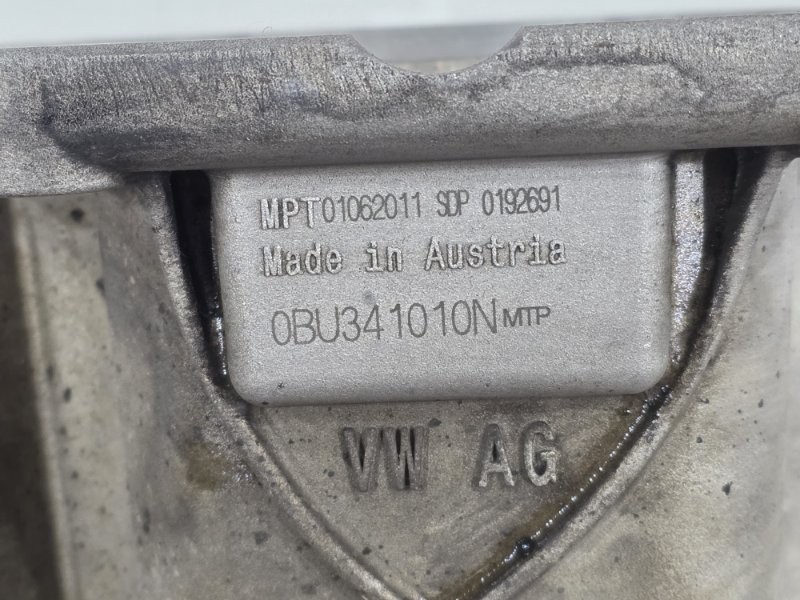 MPT01062011 SDP 0192691
Made in Austria
0BU341010N MTP
VW AG